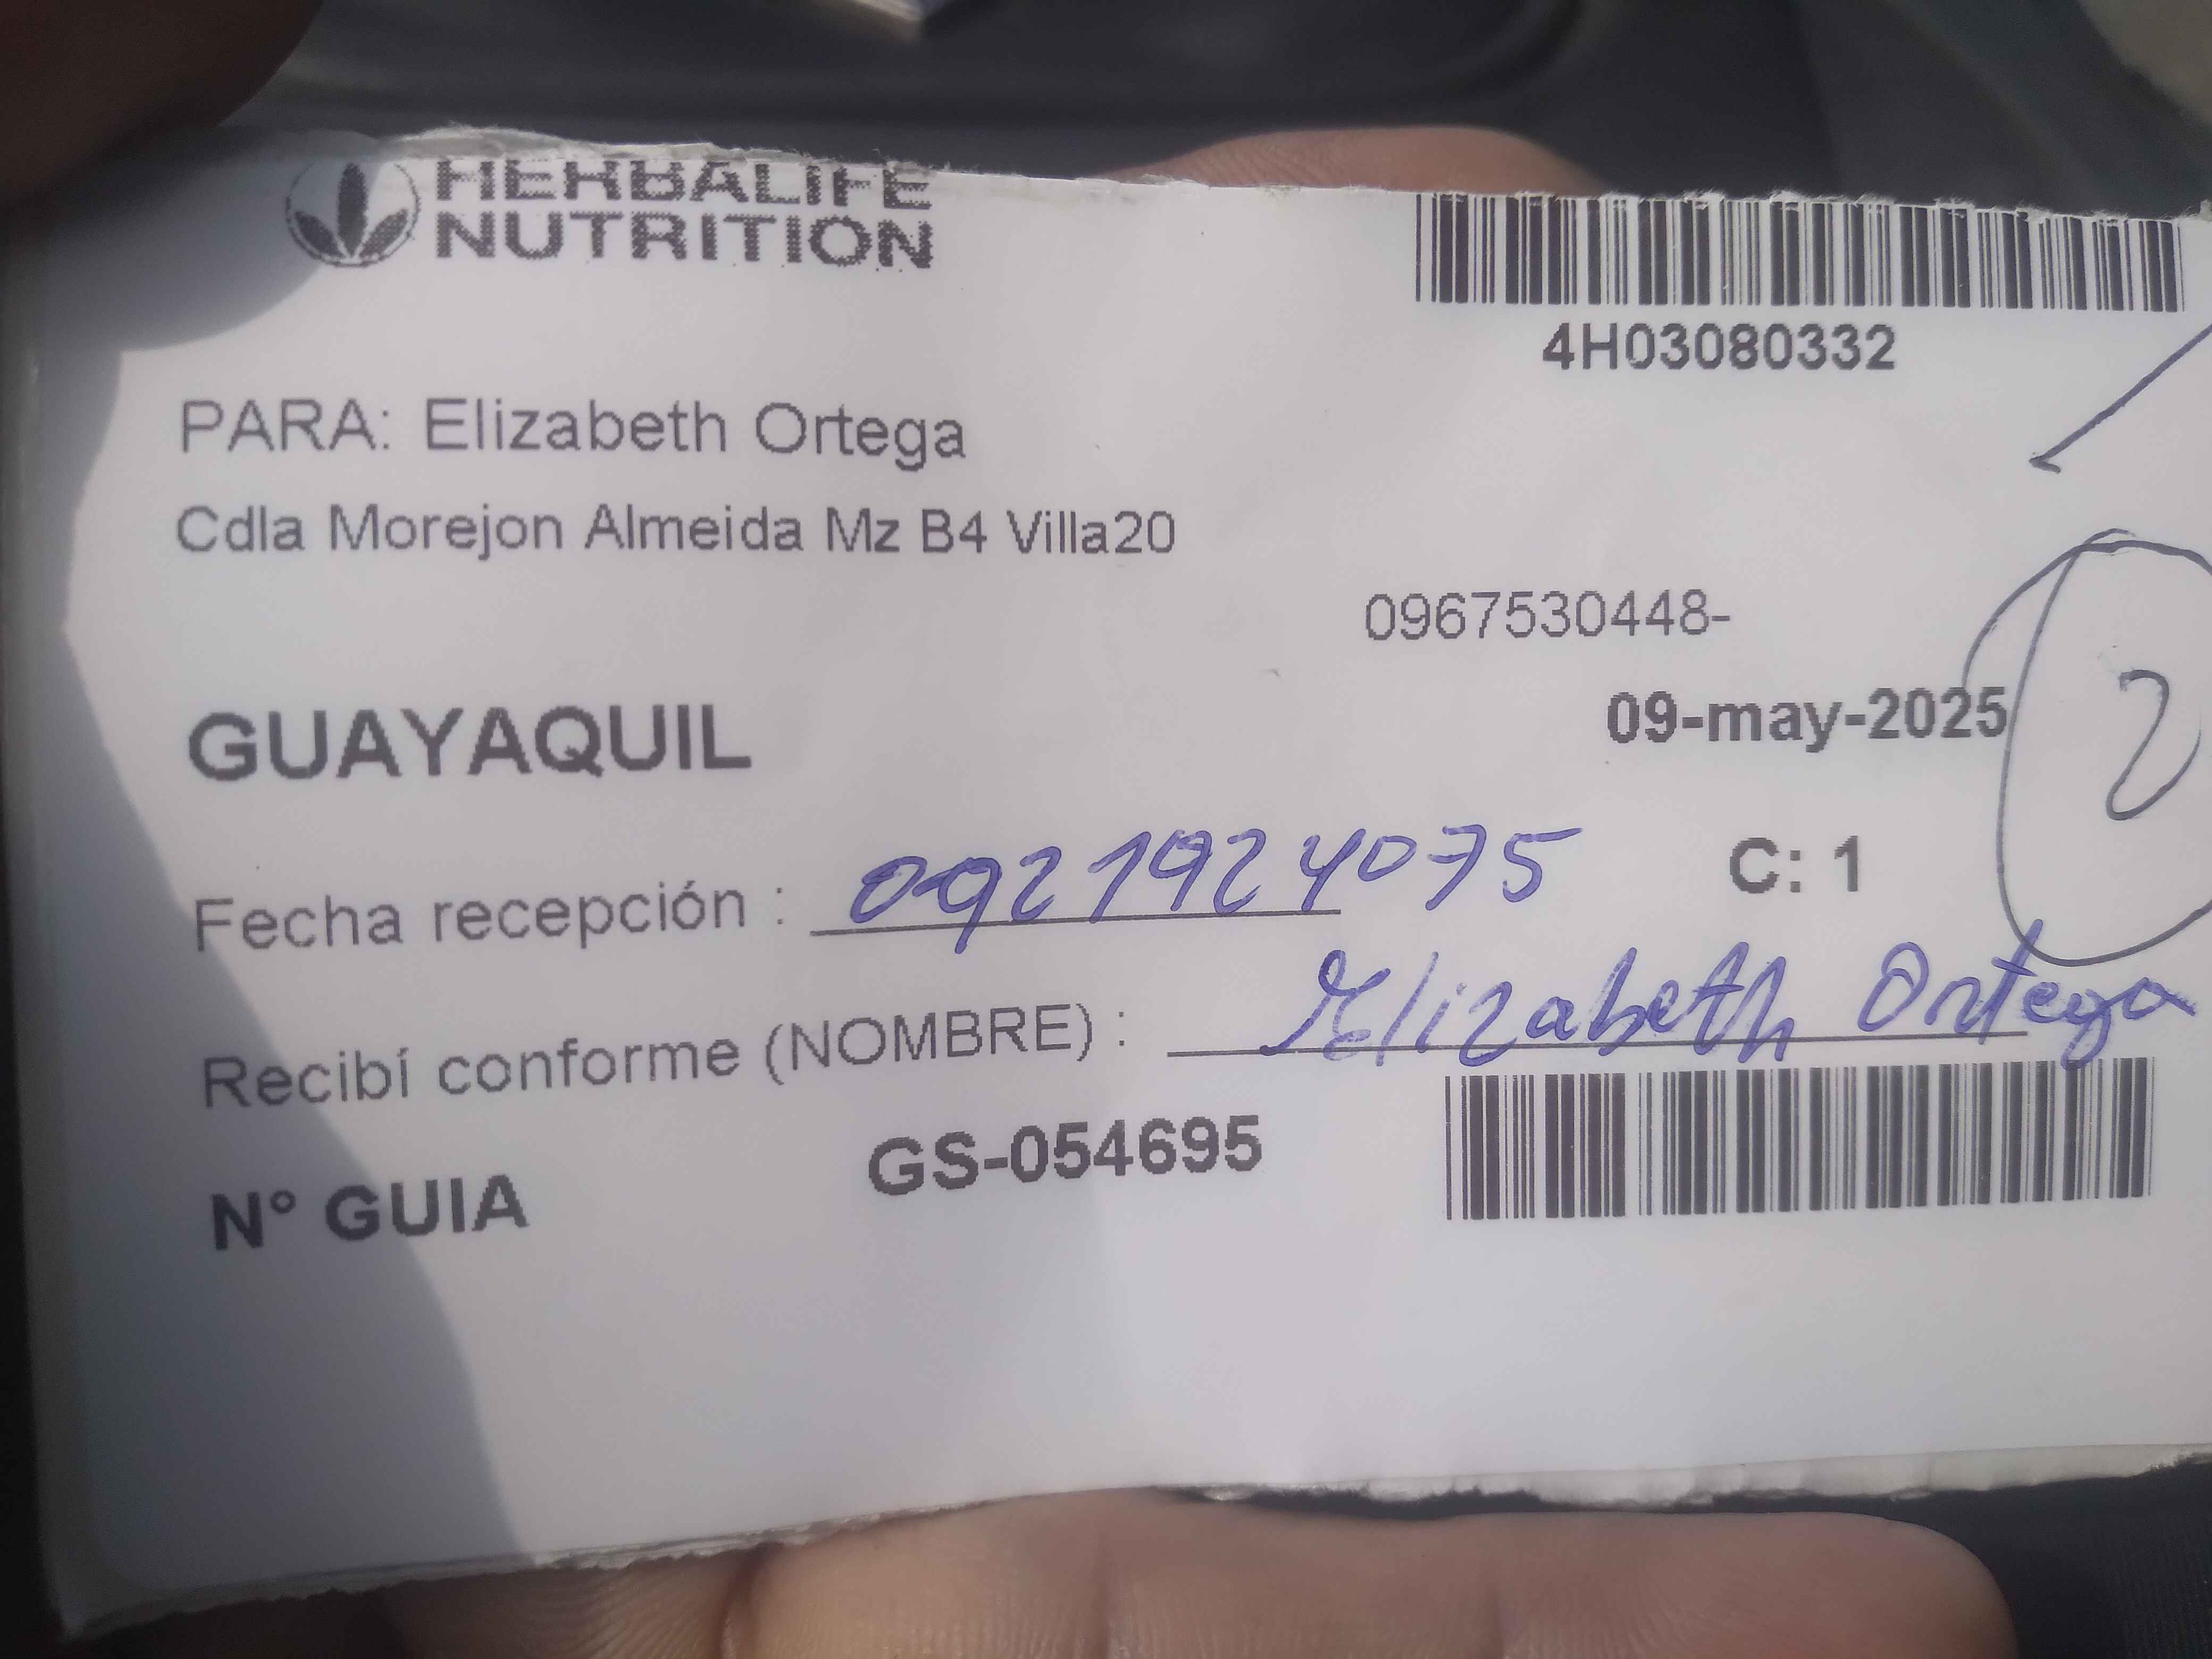 HERBALIFE
NUTRITION
4H03080332
PARA: Elizabeth Ortega
Cdla Morejon Almeida Mz B4 Villa20
0967530448-
GUAYAQUIL
09-may-2025
2
Fecha recepción : 0921924075
C: 1
Recibí conforme (NOMBRE) : Elizabeth Ortega
N° GUIA GS-054695